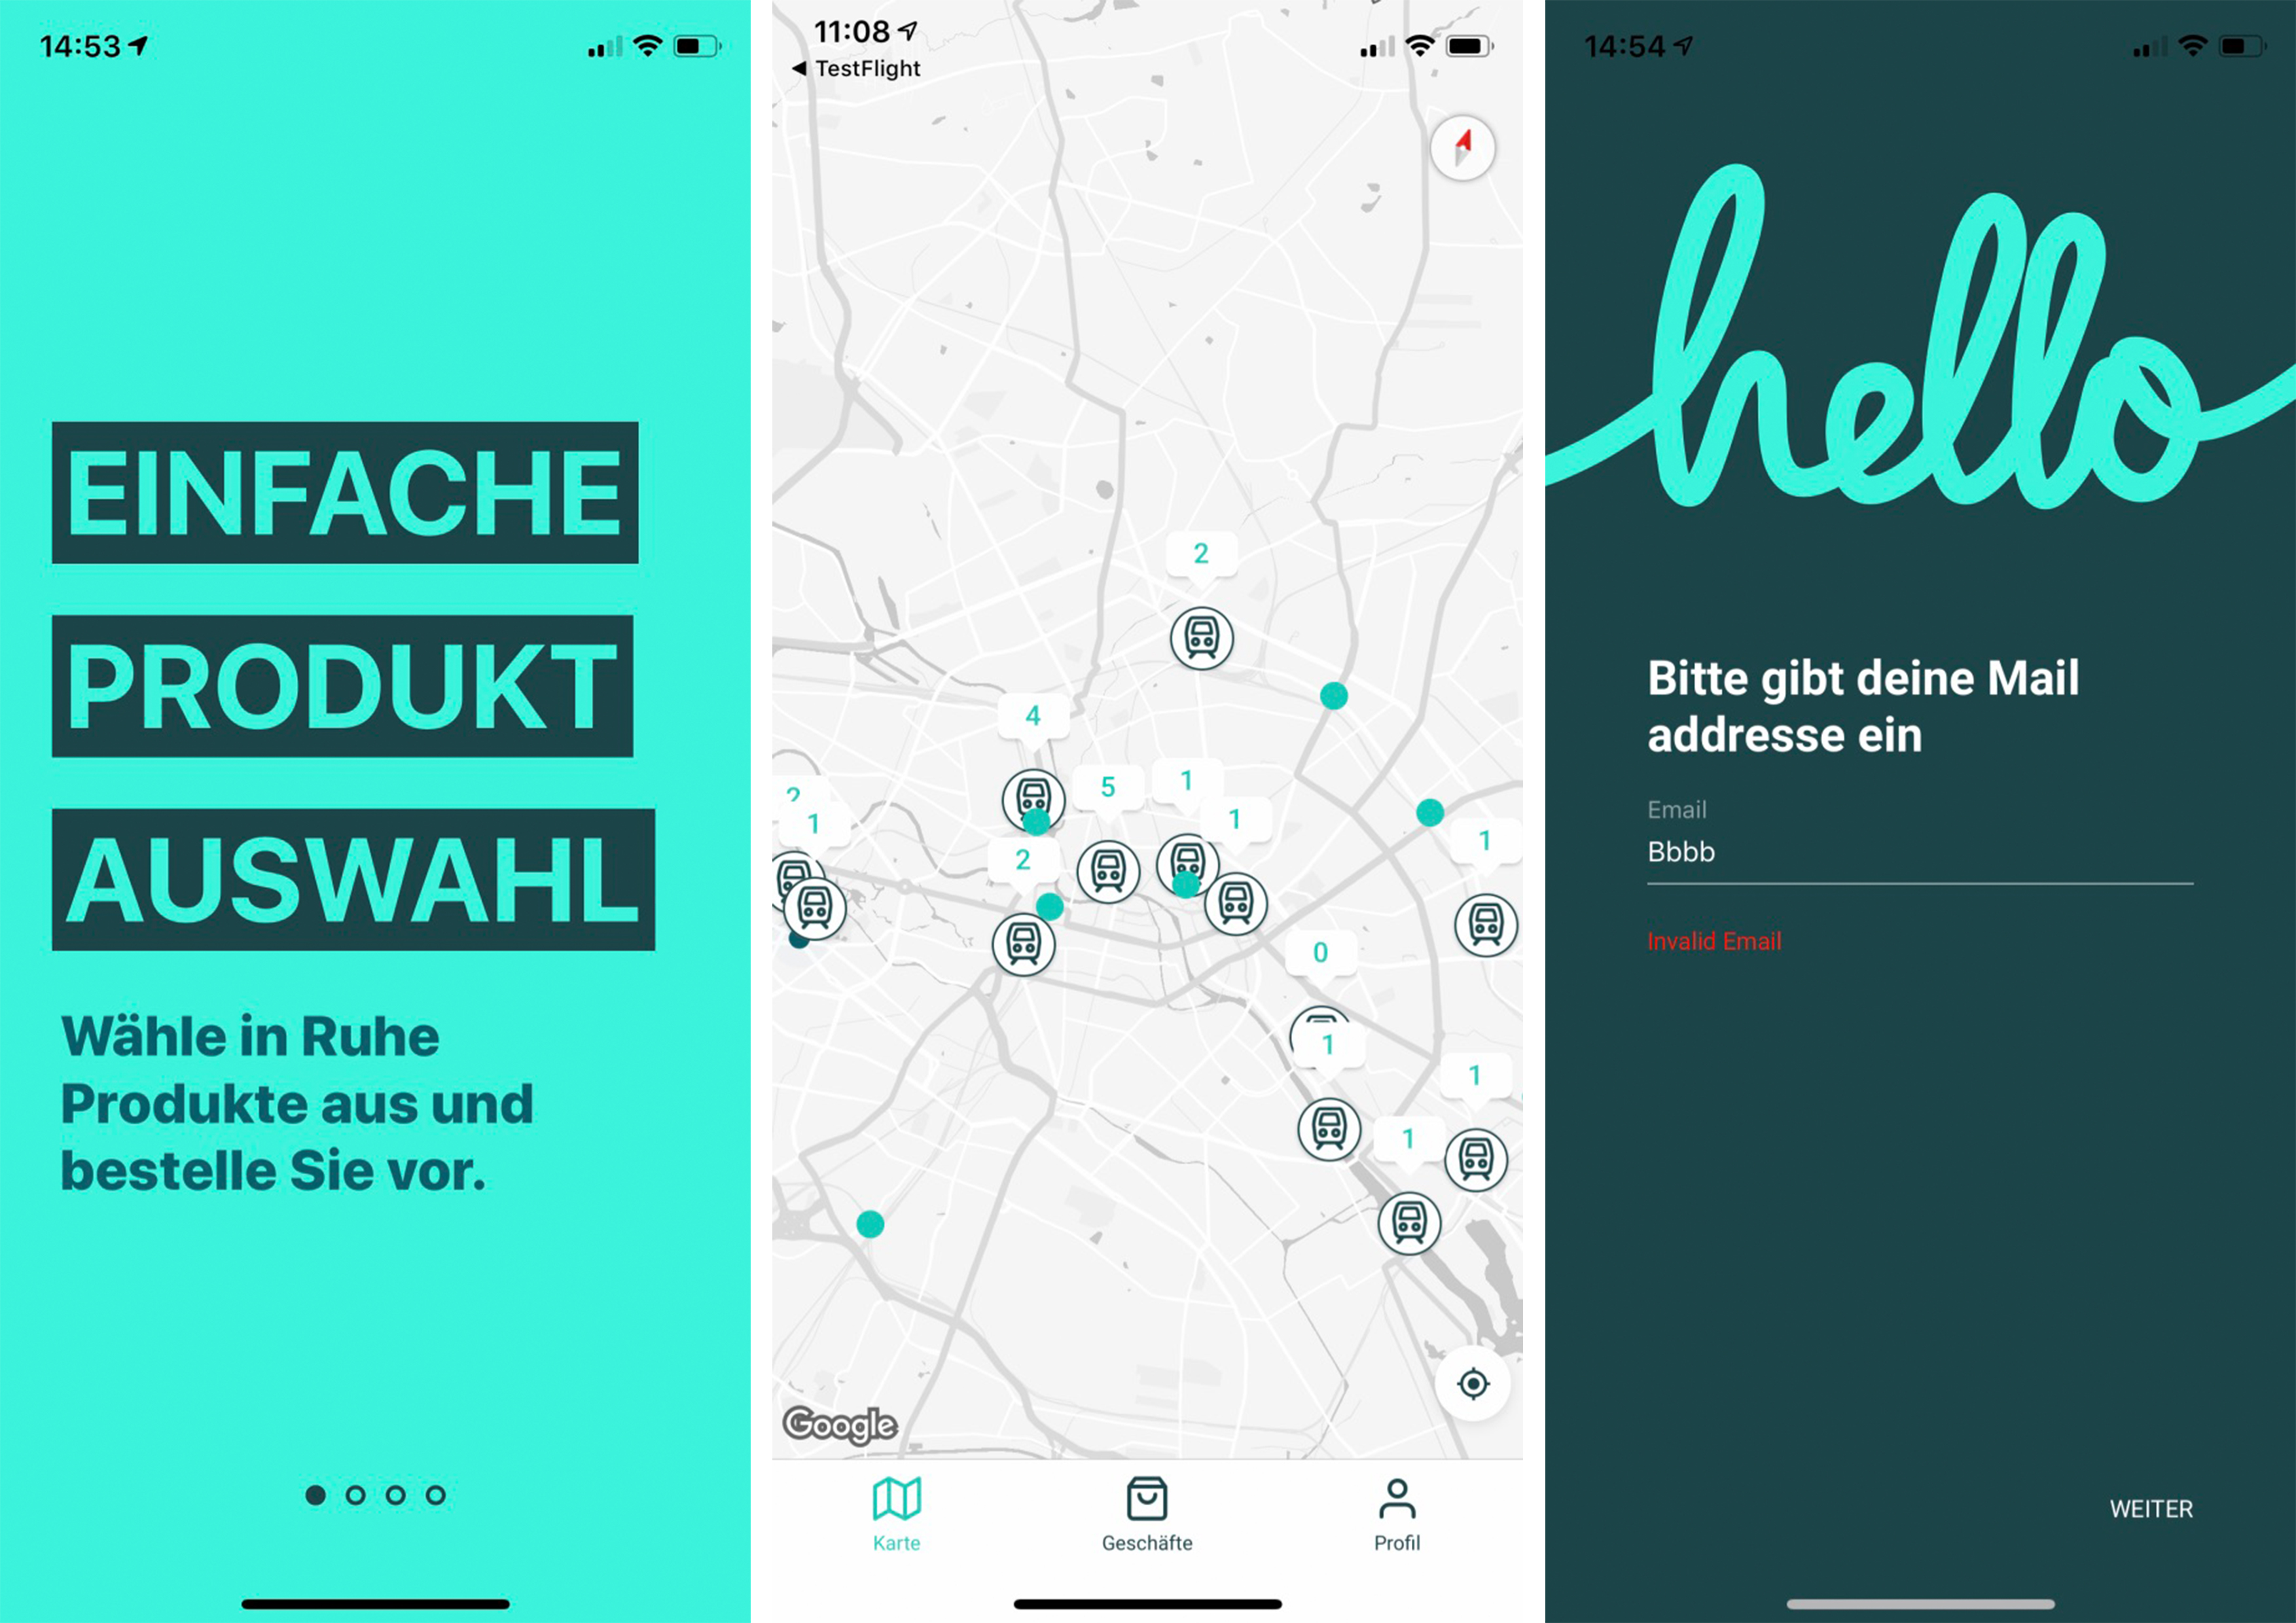 14:53
EINFACHE
PRODUKT
AUSWAHL
Wähle in Ruhe
Produkte aus und
bestelle Sie vor.
11:08
◀ TestFlight
2
4
5
1
1
2
1
2
1
0
1
1
1
Google
Karte
Geschäfte
Profil
14:54
hello
Bitte gibt deine Mail
addresse ein
Email
Bbbb
Invalid Email
WEITER